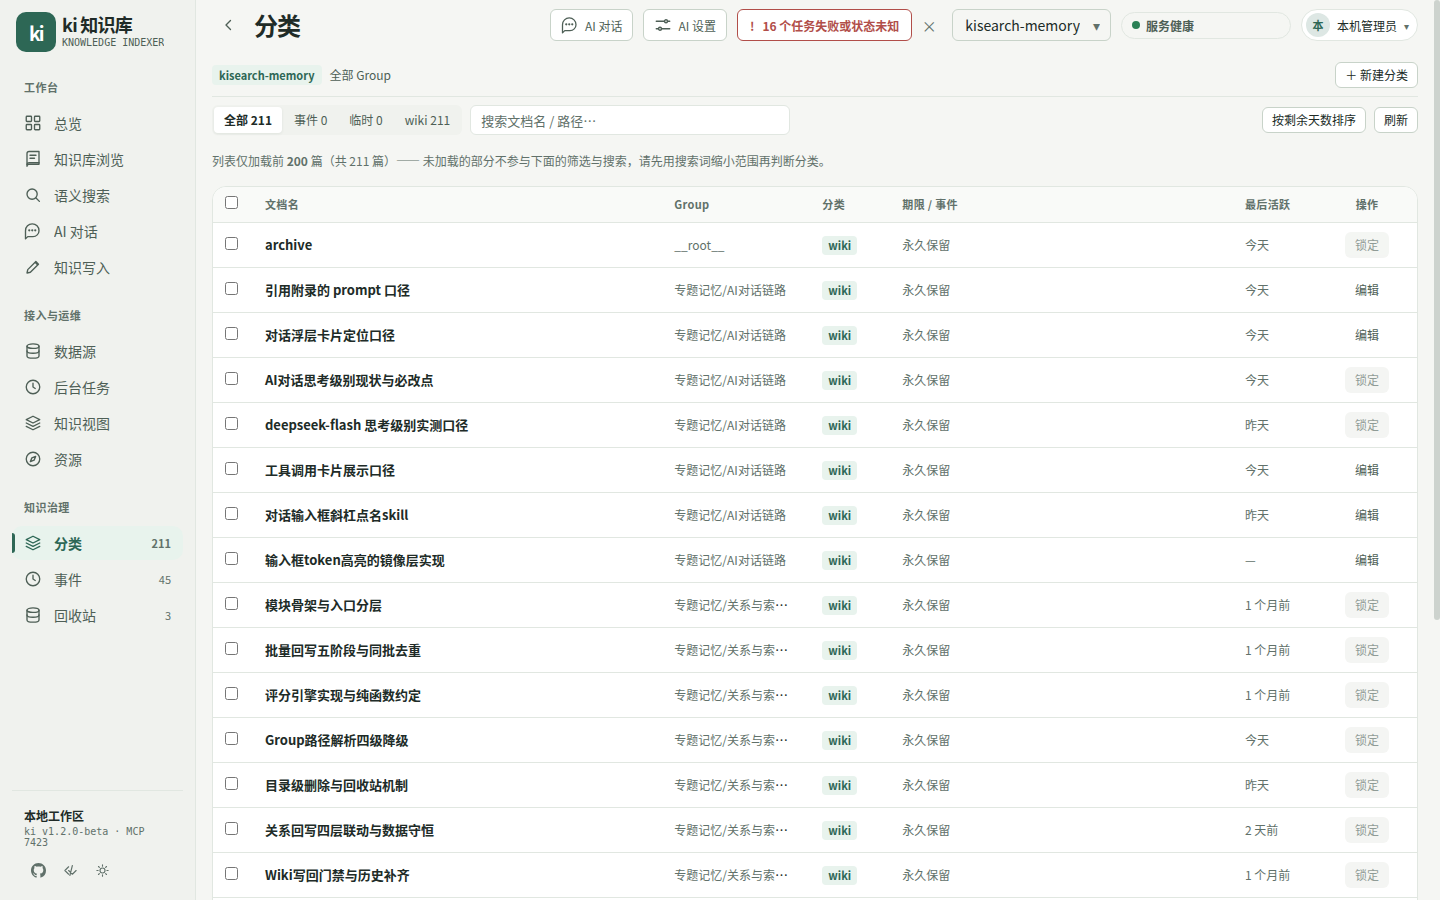 ki
ki 知识库
KNOWLEDGE INDEXER
工作台
总览
知识库浏览
语义搜索
AI 对话
知识写入
接入与运维
数据源
后台任务
知识视图
资源
知识治理
分类 211
事件 45
回收站 3
本地工作区
ki v1.2.0-beta · MCP
7423
分类
AI 对话
AI 设置
! 16 个任务失败或状态未知
×
kisearch-memory ▾
服务健康
本 本机管理员 ▾
kisearch-memory 全部 Group
＋ 新建分类
全部 211 事件 0 临时 0 wiki 211
搜索文档名 / 路径…
按剩余天数排序
刷新
列表仅加载前 200 篇（共 211 篇）—— 未加载的部分不参与下面的筛选与搜索，请先用搜索词缩小范围再判断分类。
文档名 Group 分类 期限 / 事件 最后活跃 操作
archive __root__ wiki 永久保留 今天 锁定
引用附录的 prompt 口径 专题记忆/AI对话链路 wiki 永久保留 今天 编辑
对话浮层卡片定位口径 专题记忆/AI对话链路 wiki 永久保留 今天 编辑
AI对话思考级别现状与必改点 专题记忆/AI对话链路 wiki 永久保留 今天 锁定
deepseek-flash 思考级别实测口径 专题记忆/AI对话链路 wiki 永久保留 昨天 锁定
工具调用卡片展示口径 专题记忆/AI对话链路 wiki 永久保留 今天 编辑
对话输入框斜杠点名skill 专题记忆/AI对话链路 wiki 永久保留 昨天 编辑
输入框token高亮的镜像层实现 专题记忆/AI对话链路 wiki 永久保留 — 编辑
模块骨架与入口分层 专题记忆/关系与索… wiki 永久保留 1 个月前 锁定
批量回写五阶段与同批去重 专题记忆/关系与索… wiki 永久保留 1 个月前 锁定
评分引擎实现与纯函数约定 专题记忆/关系与索… wiki 永久保留 1 个月前 锁定
Group路径解析四级降级 专题记忆/关系与索… wiki 永久保留 今天 锁定
目录级删除与回收站机制 专题记忆/关系与索… wiki 永久保留 昨天 锁定
关系回写四层联动与数据守恒 专题记忆/关系与索… wiki 永久保留 2 天前 锁定
Wiki写回门禁与历史补齐 专题记忆/关系与索… wiki 永久保留 1 个月前 锁定